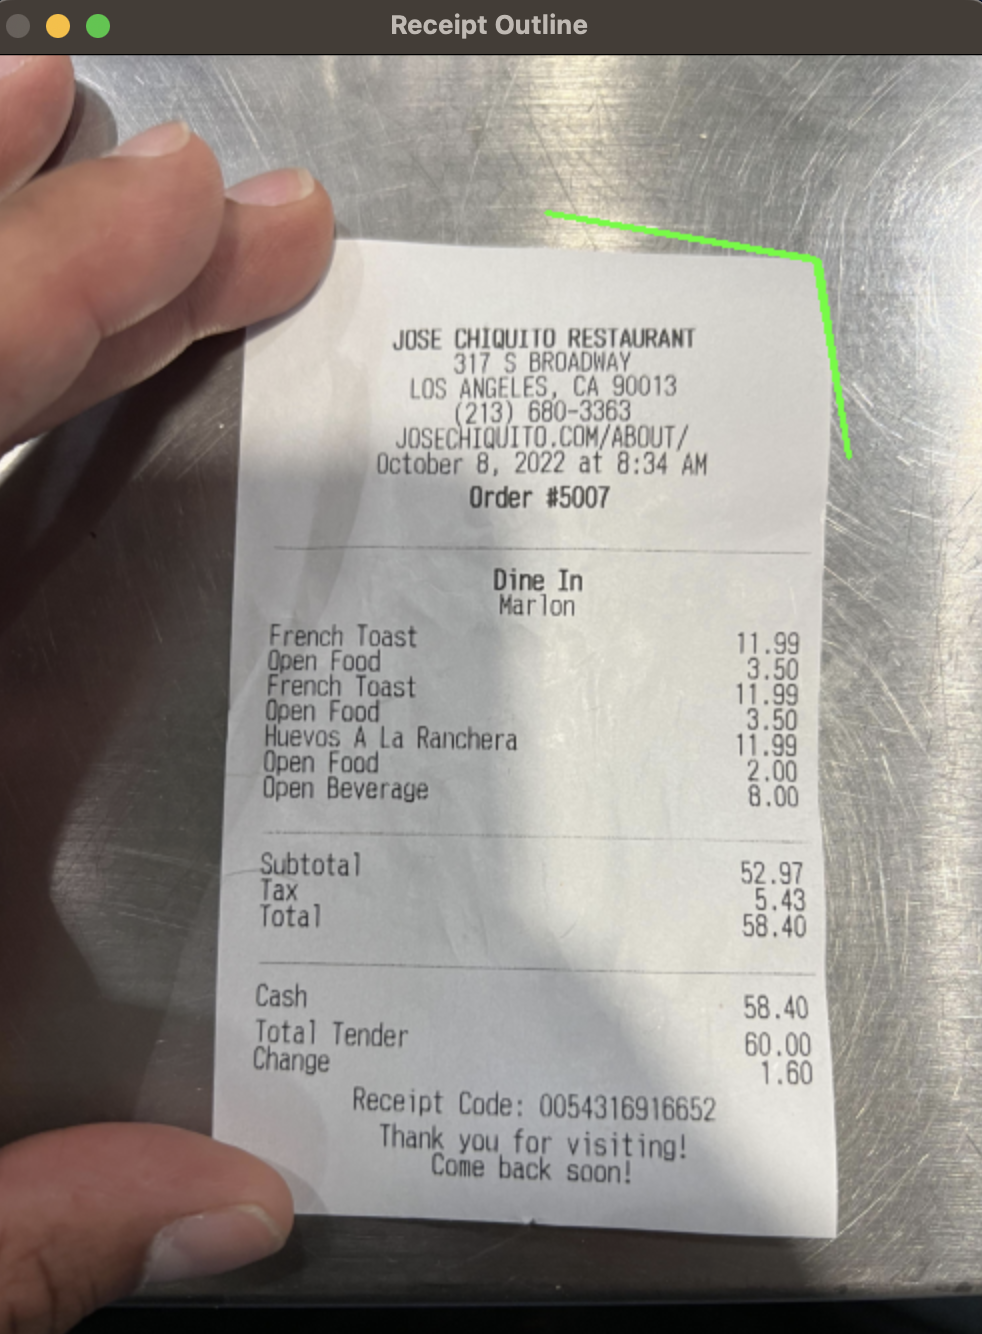 Receipt Outline
JOSE CHIQUITO RESTAURANT
317 S BROADWAY
LOS ANGELES, CA 90013
(213) 680-3363
JOSECHIQUITO.COM/ABOUT/
October 8, 2022 at 8:34 AM
Order #5007
Dine In
Marlon
French Toast 11.99
Open Food 3.50
French Toast 11.99
Open Food 3.50
Huevos A La Ranchera 11.99
Open Food 2.00
Open Beverage 8.00
Subtotal 52.97
Tax 5.43
Total 58.40
Cash 58.40
Total Tender 60.00
Change 1.60
Receipt Code: 0054316916652
Thank you for visiting!
Come back soon!